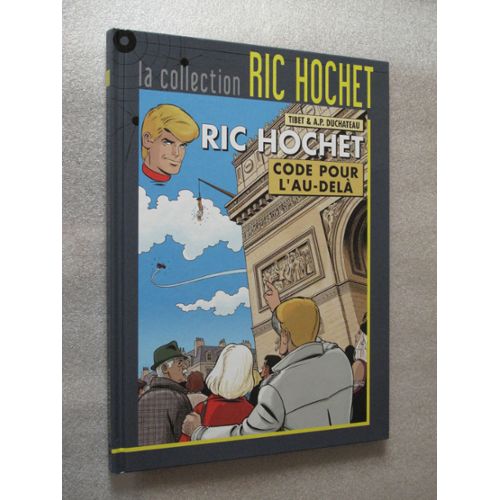 la collection RIC HOCHET
TIBET & A.P. DUCHATEAU
RIC HOCHET
CODE POUR
L'AU-DELÀ